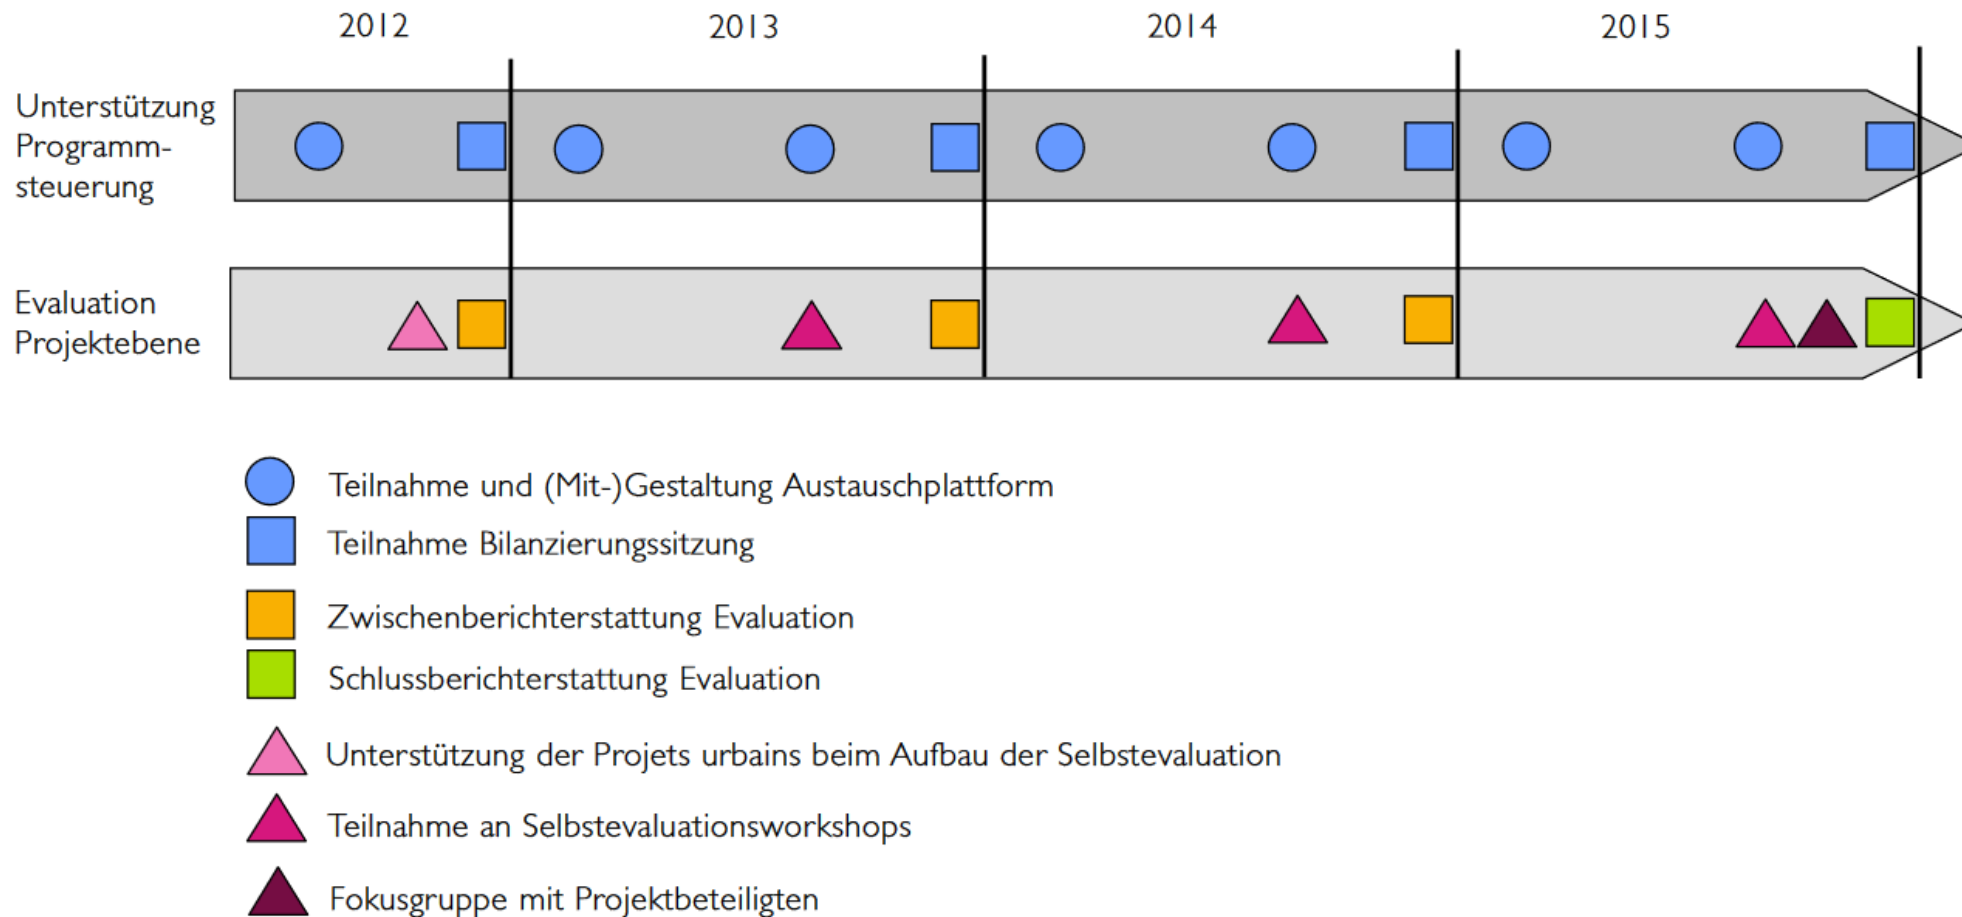 2012 2013 2014 2015
Unterstützung
Programm-
steuerung
Evaluation
Projektebene
Teilnahme und (Mit-)Gestaltung Austauschplattform
Teilnahme Bilanzierungssitzung
Zwischenberichterstattung Evaluation
Schlussberichterstattung Evaluation
Unterstützung der Projets urbains beim Aufbau der Selbstevaluation
Teilnahme an Selbstevaluationsworkshops
Fokusgruppe mit Projektbeteiligten